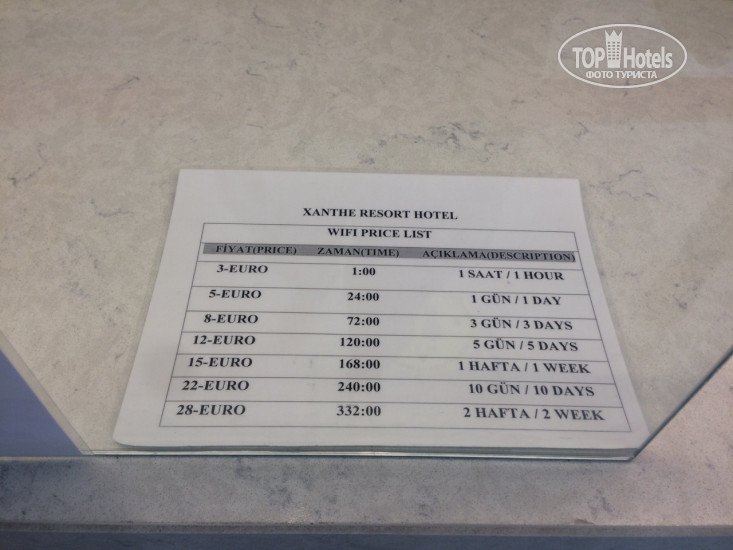 TOP Hotels
ФОТО ТУРИСТА
XANTHE RESORT HOTEL
WIFI PRICE LIST
FİYAT(PRICE) ZAMAN(TIME) AÇIKLAMA(DESCRIPTION)
3-EURO 1:00 1 SAAT / 1 HOUR
5-EURO 24:00 1 GÜN / 1 DAY
8-EURO 72:00 3 GÜN / 3 DAYS
12-EURO 120:00 5 GÜN / 5 DAYS
15-EURO 168:00 1 HAFTA / 1 WEEK
22-EURO 240:00 10 GÜN / 10 DAYS
28-EURO 332:00 2 HAFTA / 2 WEEK